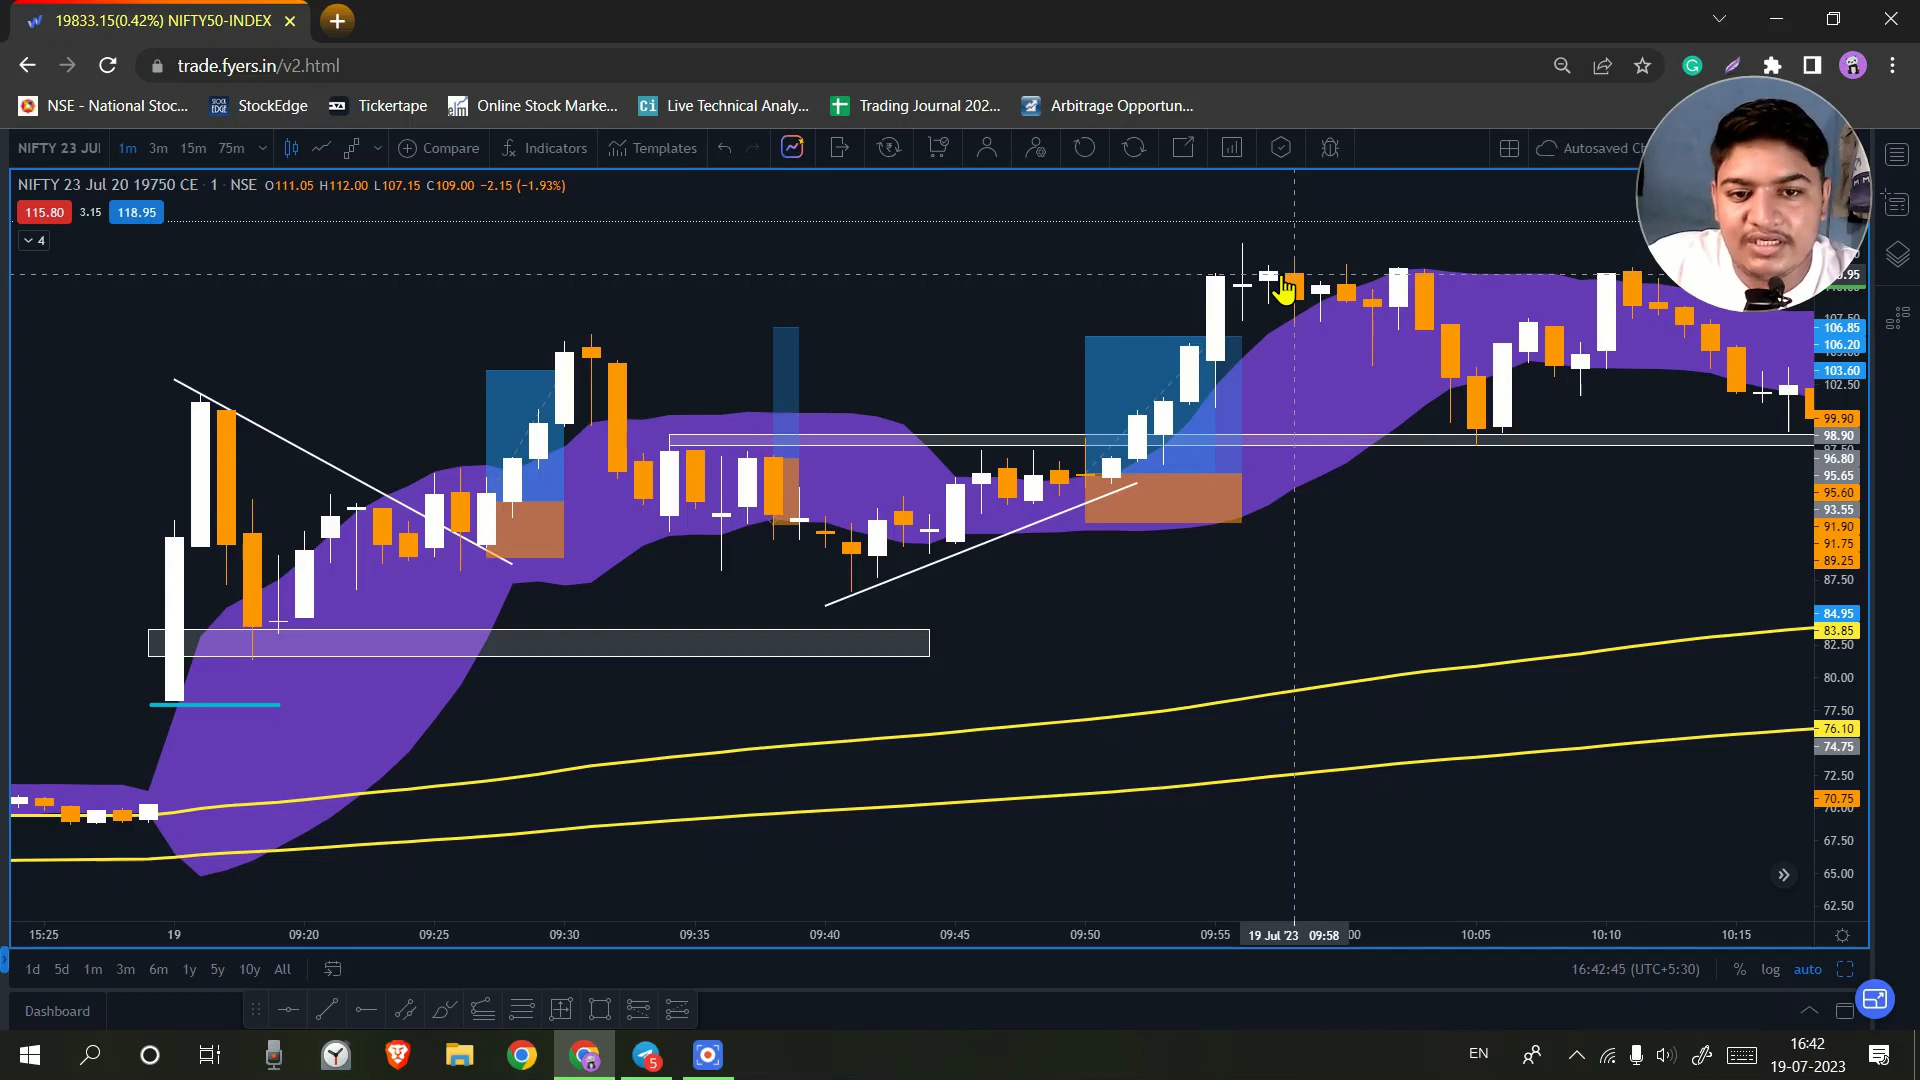 19833.15(0.42%) NIFTY50-INDEX
trade.fyers.in/v2.html
NSE - National Stoc...
StockEdge
Tickertape
Online Stock Marke...
Live Technical Analy...
Trading Journal 202...
Arbitrage Opportun...
NIFTY 23 JUL
1m 3m 15m 75m
Compare
Indicators
Templates
Autosaved Ch
NIFTY 23 Jul 20 19750 CE · 1 · NSE O111.05 H112.00 L107.15 C109.00 −2.15 (−1.93%)
115.80 3.15 118.95
4
106.85
106.20
103.60
102.50
99.90
98.90
96.80
95.65
95.60
93.55
91.90
91.75
89.25
87.50
84.95
83.85
82.50
80.00
77.50
76.10
74.75
72.50
70.75
67.50
65.00
62.50
15:25 19 09:20 09:25 09:30 09:35 09:40 09:45 09:50 09:55 19 Jul '23 09:58 :00 10:05 10:10 10:15
1d 5d 1m 3m 6m 1y 5y 10y All
16:42:45 (UTC+5:30) % log auto
Dashboard
5
EN
16:42
19-07-2023